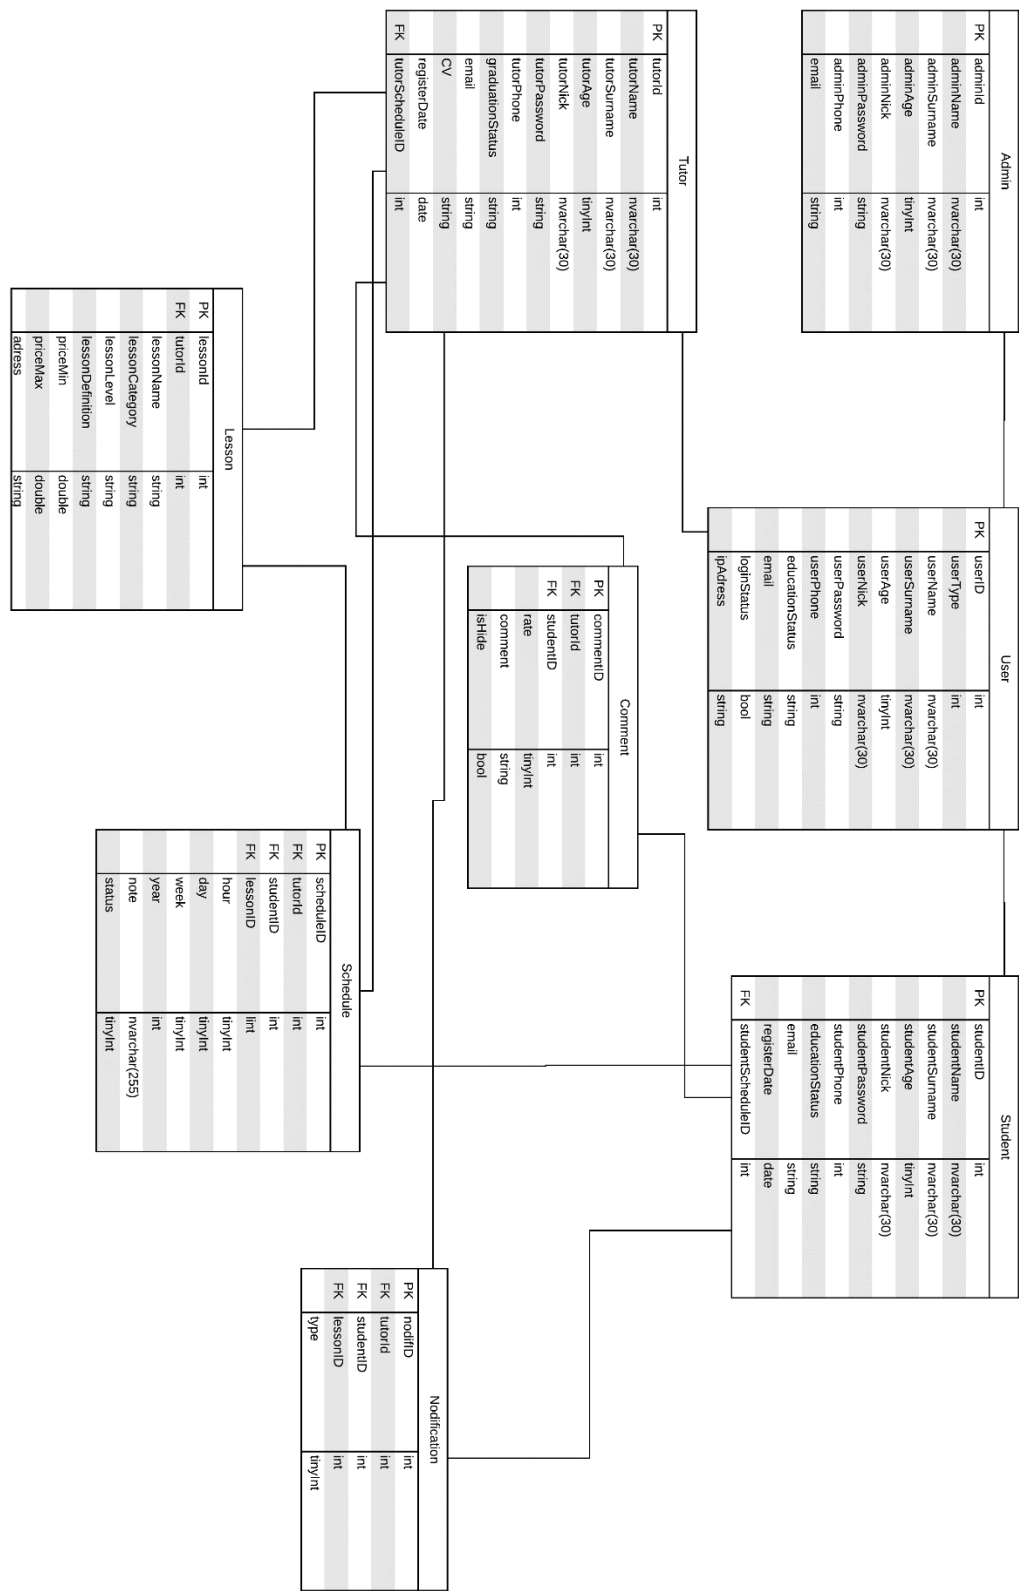 Admin
PK adminId int
adminName nvarchar(30)
adminSurname nvarchar(30)
adminAge tinyInt
adminNick nvarchar(30)
adminPassword string
adminPhone int
email string
User
PK userID int
userType int
userName nvarchar(30)
userSurname nvarchar(30)
userAge tinyInt
userNick nvarchar(30)
userPassword string
userPhone int
educationStatus string
email string
loginStatus bool
ipAdress string
Student
PK studentID int
studentName nvarchar(30)
studentSurname nvarchar(30)
studentAge tinyInt
studentNick nvarchar(30)
studentPassword string
studentPhone int
educationStatus string
email string
registerDate date
FK studentScheduleID int
Tutor
PK tutorId int
tutorName nvarchar(30)
tutorSurname nvarchar(30)
tutorAge tinyInt
tutorNick nvarchar(30)
tutorPassword string
tutorPhone int
graduationStatus string
email string
CV string
registerDate date
FK tutorScheduleID int
Comment
PK commentID int
FK tutorId int
FK studentID int
rate tinyInt
comment string
isHide bool
Nodification
PK nodifID int
FK tutorId int
FK studentID int
FK lessonID int
type tinyInt
Schedule
PK scheduleID int
FK tutorId int
FK studentID int
FK lessonID Iint
hour tinyInt
day tinyInt
week tinyInt
year int
note nvarchar(255)
status tinyInt
Lesson
PK lessonId int
FK tutorId int
lessonName string
lessonCategory string
lessonLevel string
lessonDefinition string
priceMin double
priceMax double
adress string